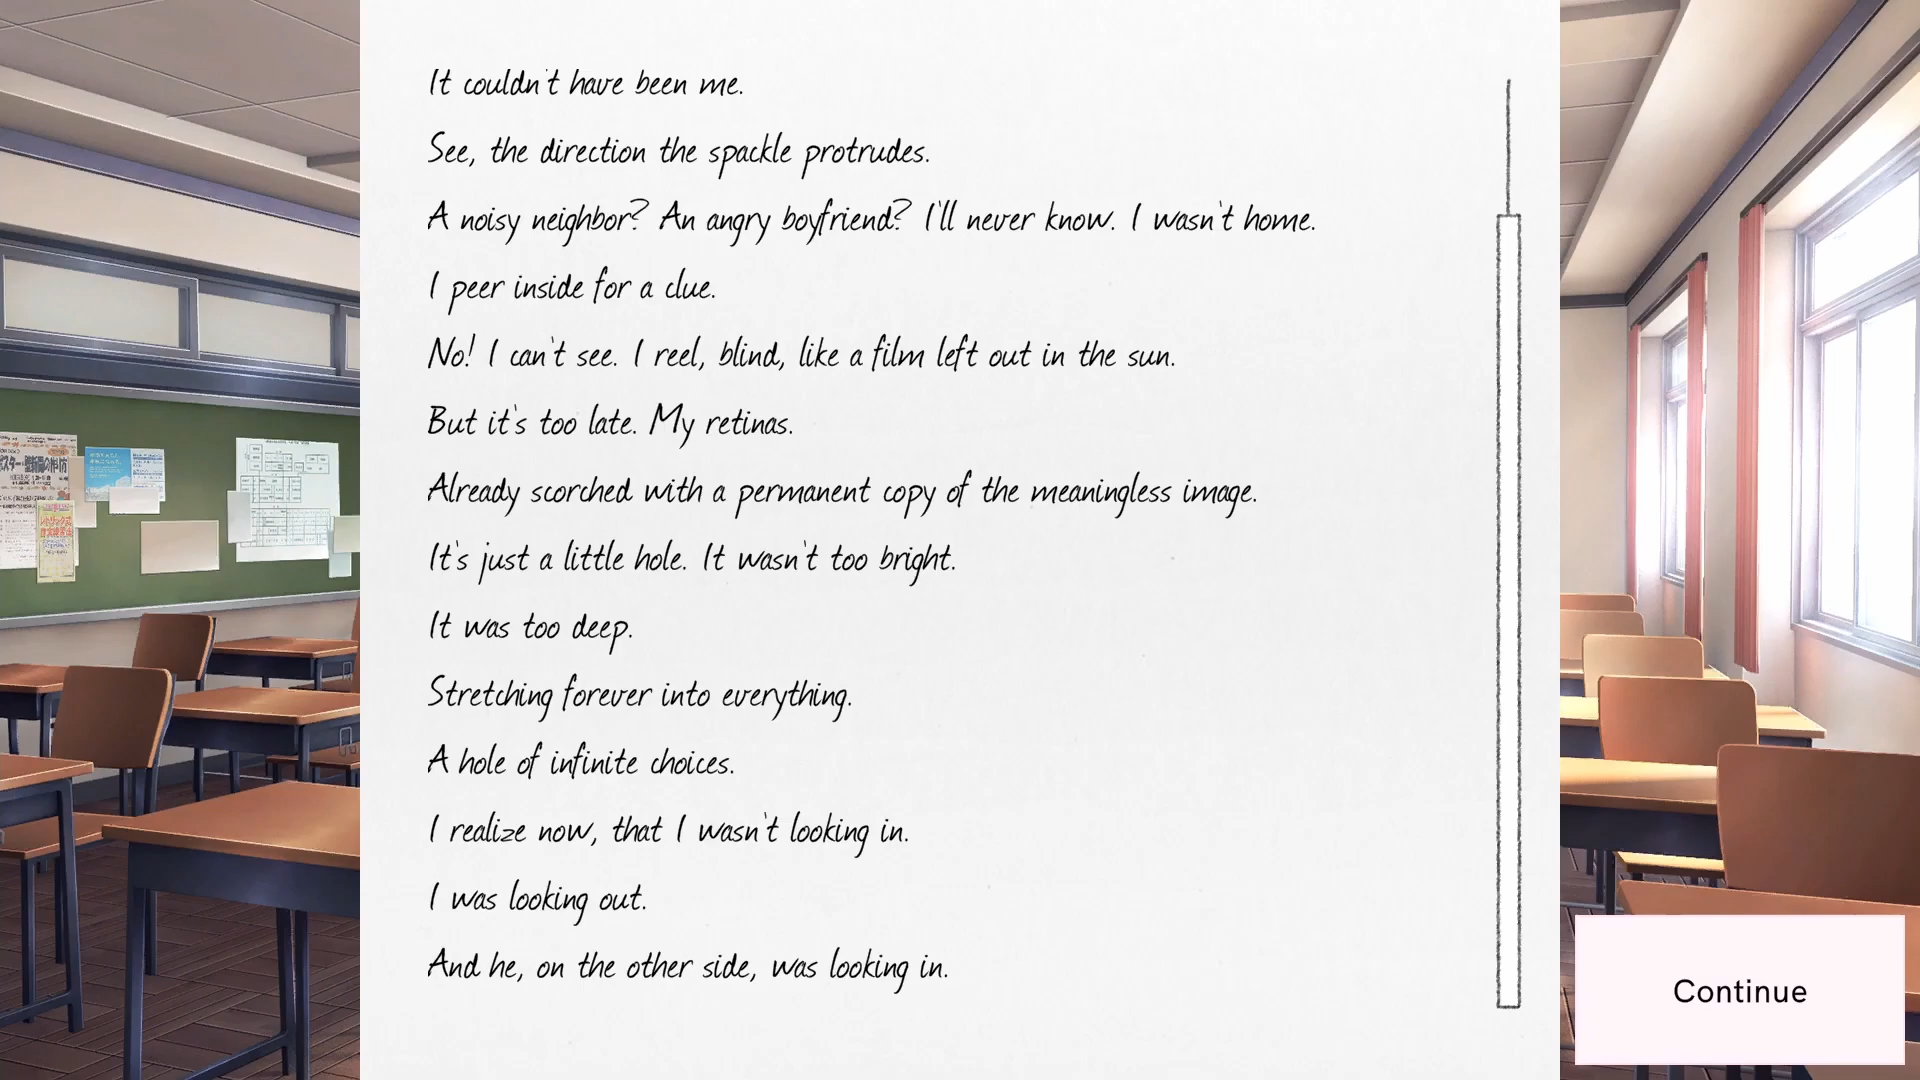 It couldn't have been me.
See, the direction the spackle protrudes.
A noisy neighbor? An angry boyfriend? I'll never know. I wasn't home.
I peer inside for a clue.
No! I can't see. I reel, blind, like a film left out in the sun.
But it's too late. My retinas.
Already scorched with a permanent copy of the meaningless image.
It's just a little hole. It wasn't too bright.
It was too deep.
Stretching forever into everything.
A hole of infinite choices.
I realize now, that I wasn't looking in.
I was looking out.
And he, on the other side, was looking in.
Continue